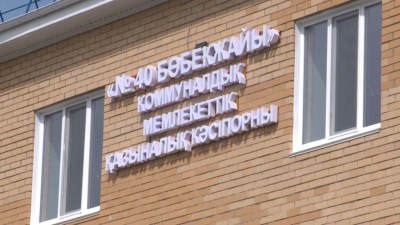 «№40 БӨБЕКЖАЙЫ»
КОММУНАЛДЫҚ
МЕМЛЕКЕТТІК
ҚАЗЫНАЛЫҚ КӘСІПОРНЫ